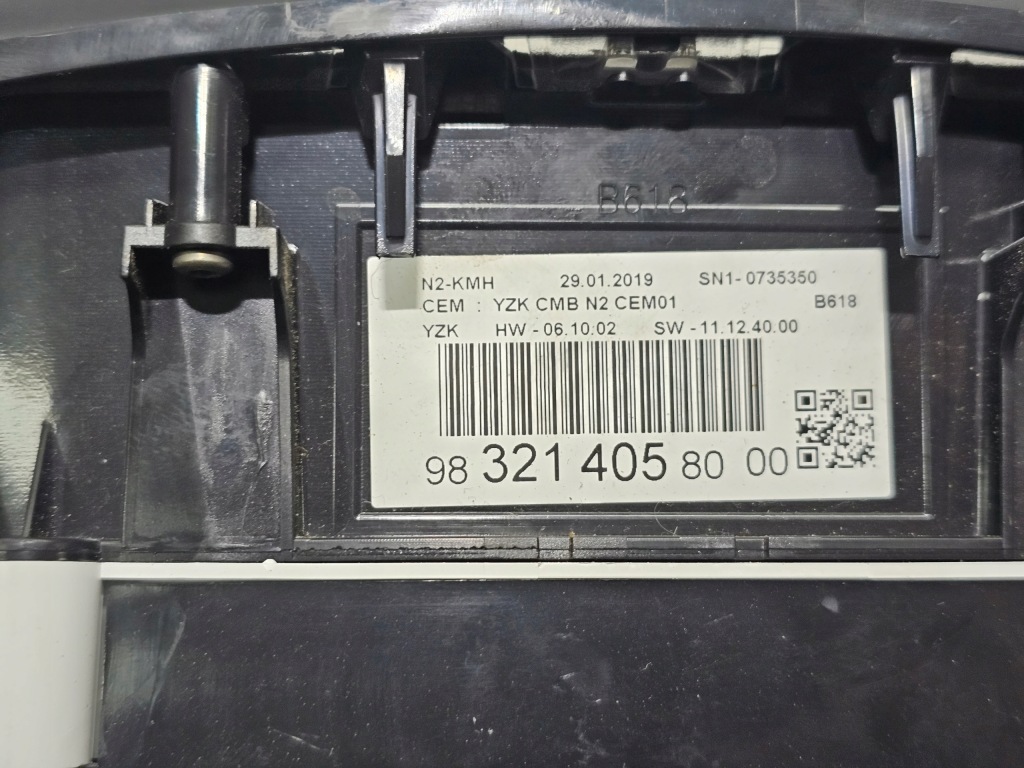 B618
N2-KMH 29.01.2019 SN1-0735350
CEM : YZK CMB N2 CEM01 B618
YZK HW - 06.10.02 SW - 11.12.40.00
98 321 405 80 00